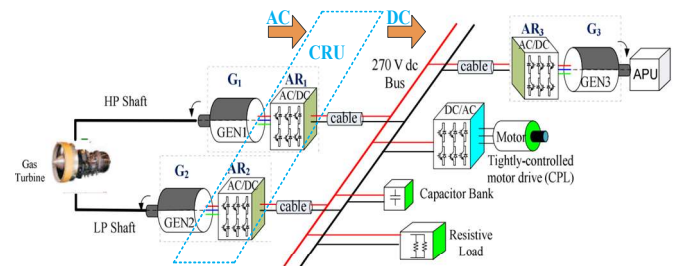 AC
DC
CRU
G1
AR1
AC/DC
GEN1
HP Shaft
cable
270 V dc
Bus
cable
AR3
AC/DC
G3
GEN3
APU
Gas
Turbine
G2
AR2
AC/DC
GEN2
LP Shaft
cable
DC/AC
Motor
Tightly-controlled
motor drive (CPL)
Capacitor Bank
Resistive
Load